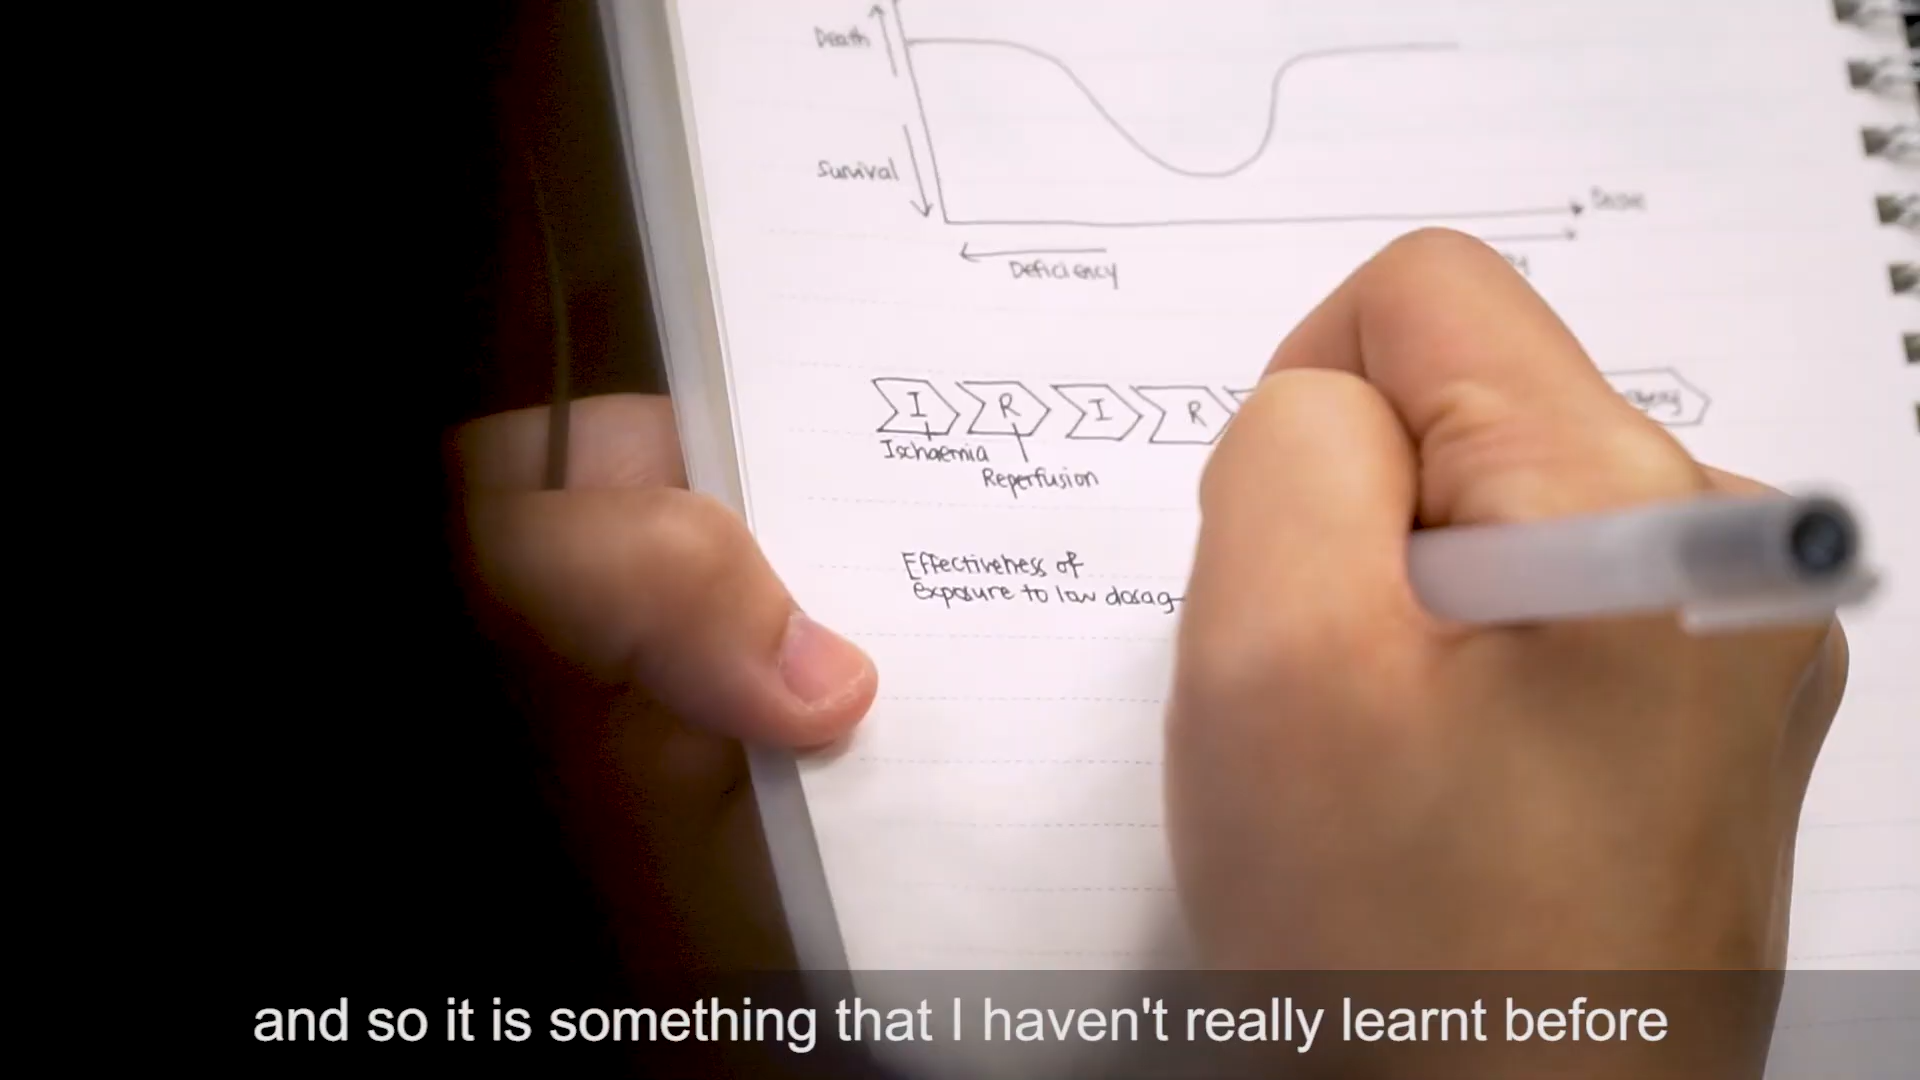 Death
Survival
Dose
Deficiency
I R I R
Ischaemia
Reperfusion
Effectiveness of
exposure to low dosag
and so it is something that I haven't really learnt before